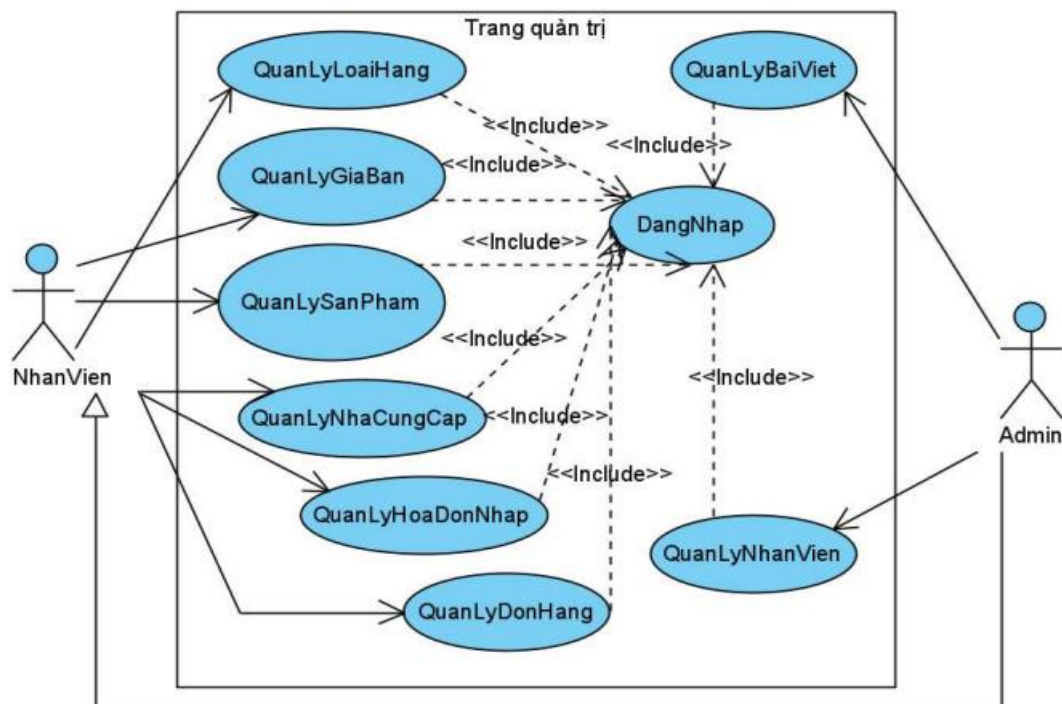 Trang quản trị
QuanLyLoaiHang
QuanLyBaiViet
<<Include>>
<<Include>>
<<Include>>
QuanLyGiaBan
DangNhap
<<Include>>
QuanLySanPham
<<Include>>
<<Include>>
NhanVien
QuanLyNhaCungCap
<<Include>>
Admin
<<Include>>
QuanLyHoaDonNhap
QuanLyNhanVien
QuanLyDonHang